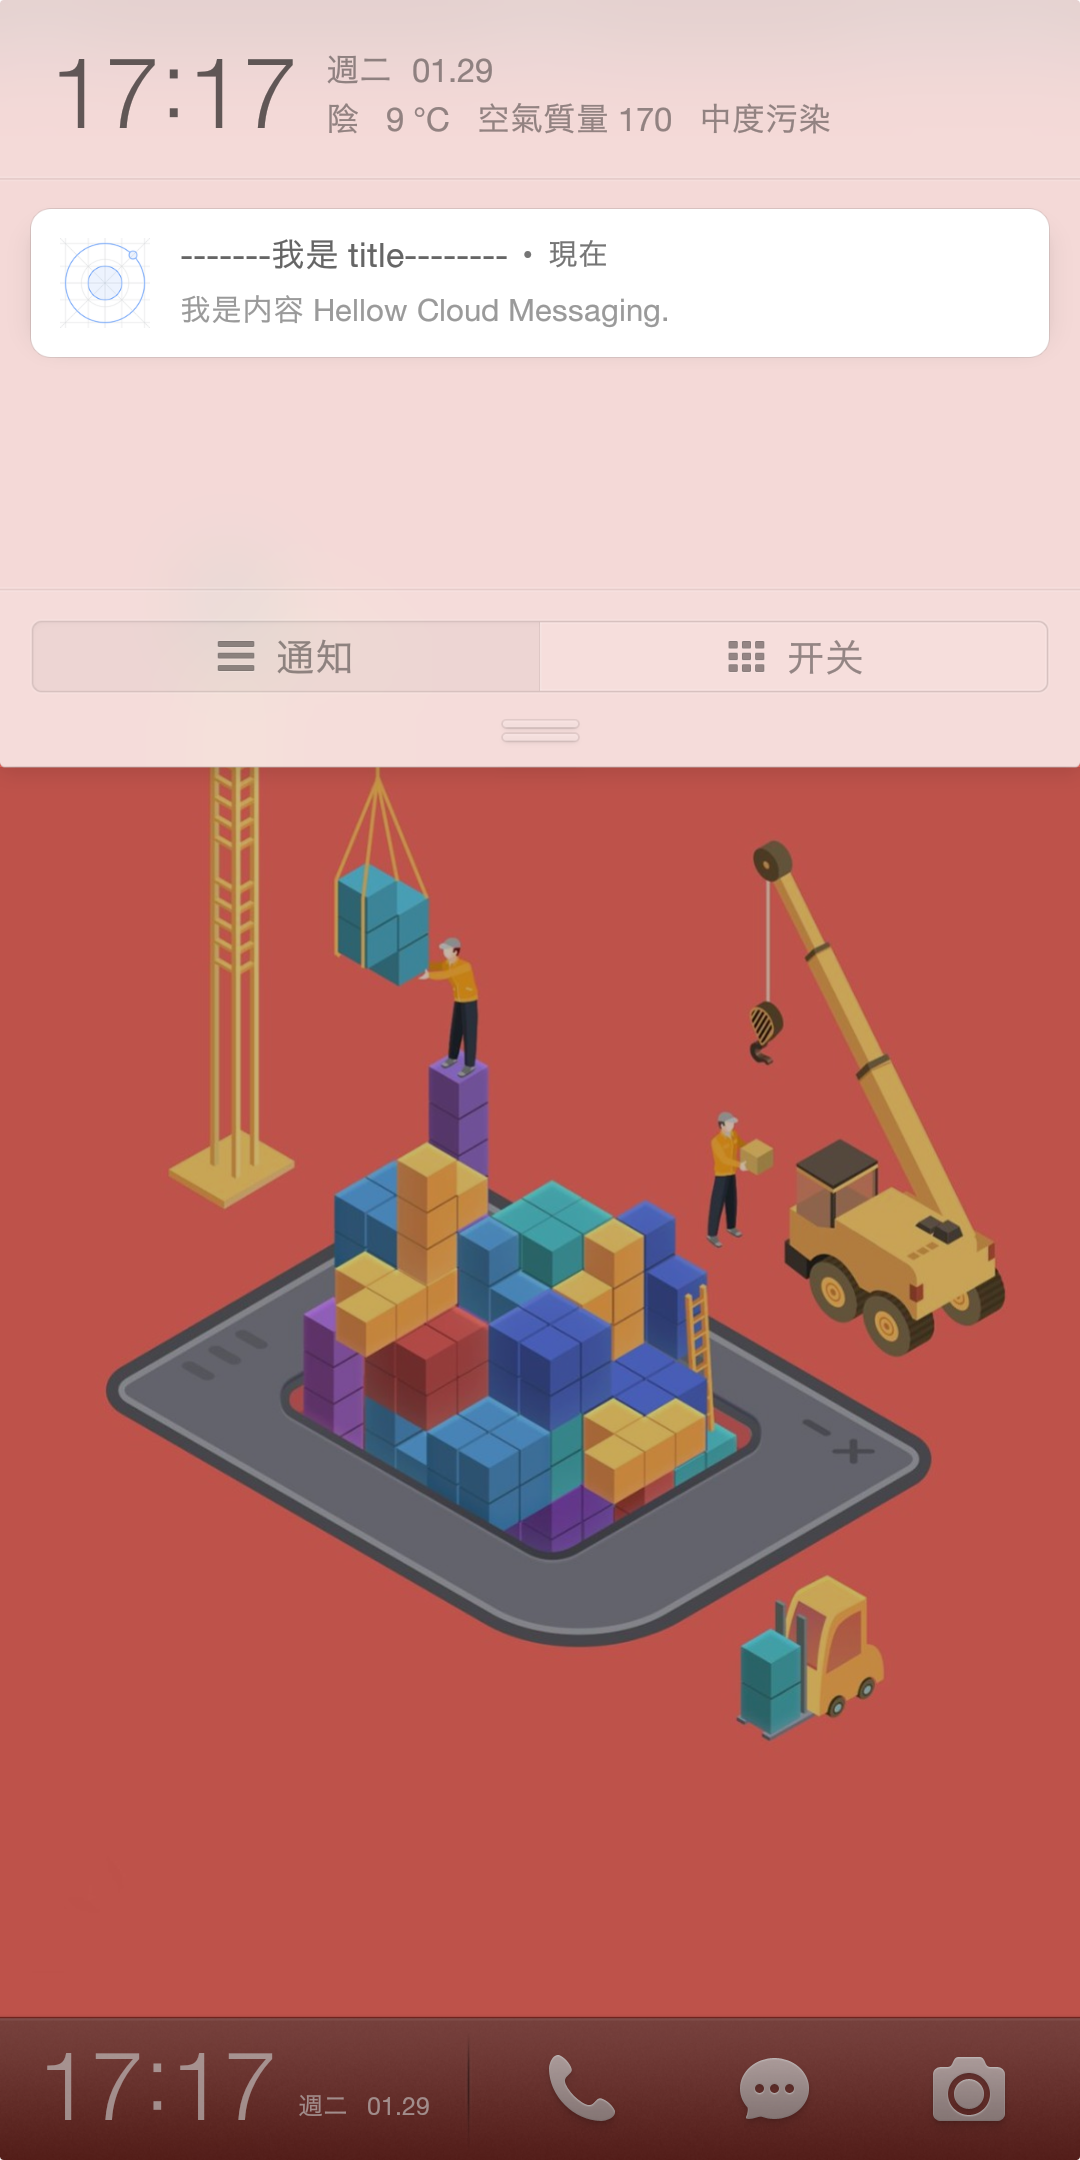 17:17
週二 01.29
陰 9 °C 空氣質量 170 中度污染
-------我是 title-------- • 現在
我是内容 Hellow Cloud Messaging.
通知
开关
17:17 週二 01.29